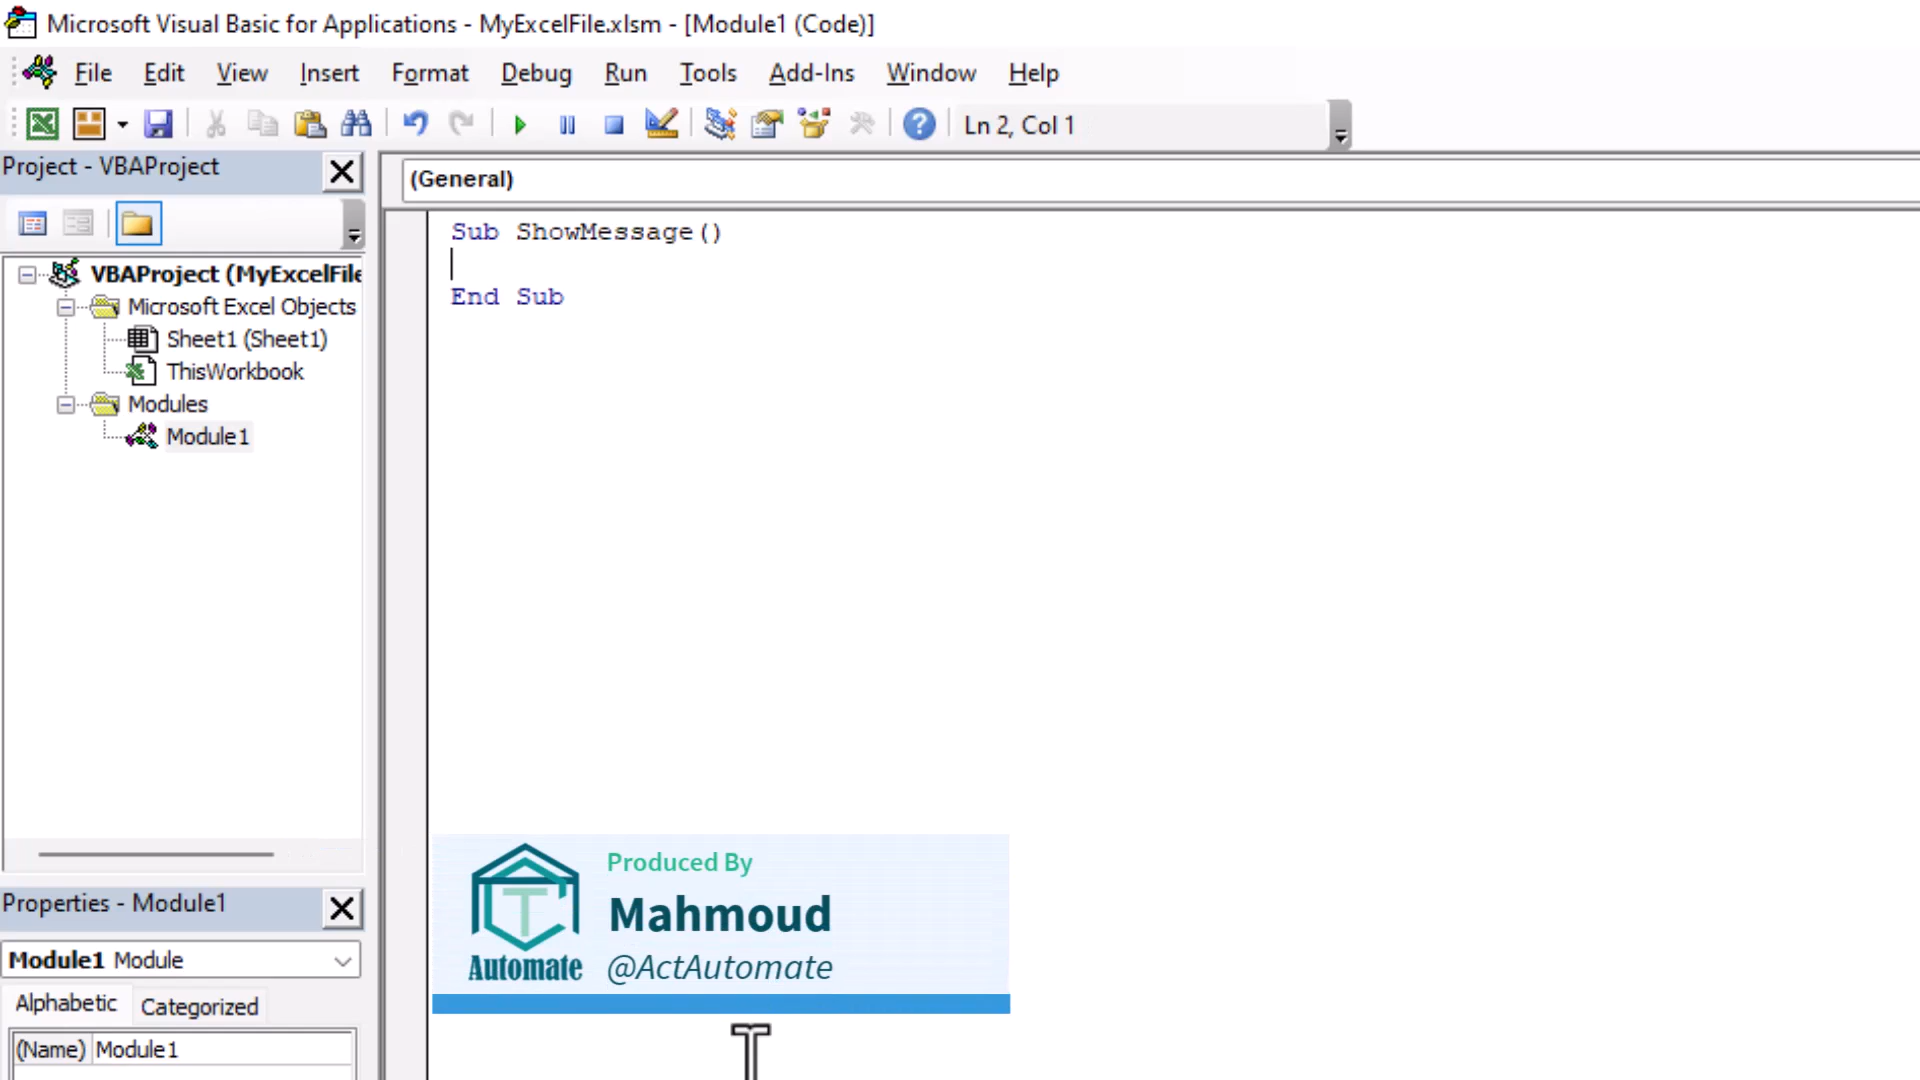 Microsoft Visual Basic for Applications - MyExcelFile.xlsm - [Module1 (Code)]
File Edit View Insert Format Debug Run Tools Add-Ins Window Help
Ln 2, Col 1
Project - VBAProject
(General)
VBAProject (MyExcelFile
Microsoft Excel Objects
Sheet1 (Sheet1)
ThisWorkbook
Modules
Module1
Sub ShowMessage()
End Sub
Produced By
Mahmoud
@ActAutomate
Automate
Properties - Module1
Module1 Module
Alphabetic Categorized
(Name) Module1